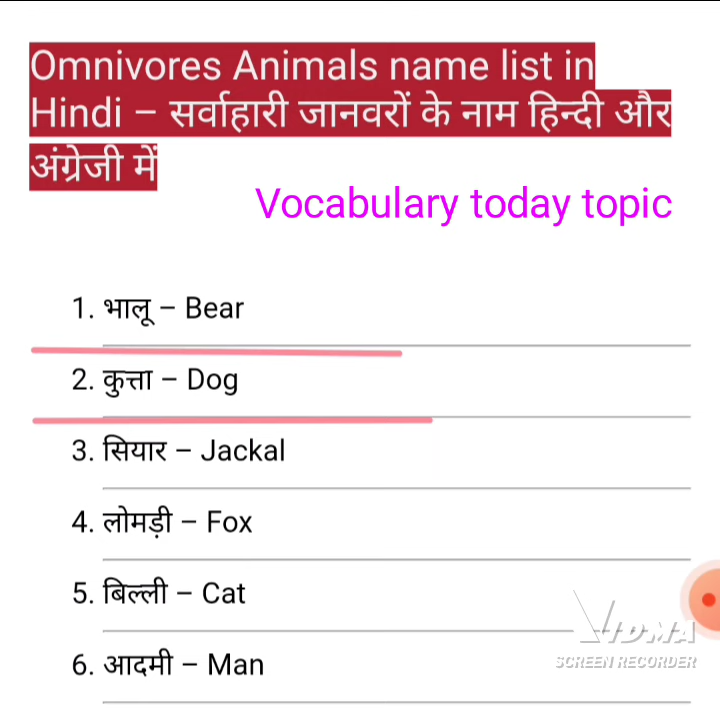 Omnivores Animals name list in
Hindi – सर्वाहारी जानवरों के नाम हिन्दी और
अंग्रेजी में
Vocabulary today topic
1. भालू – Bear
2. कुत्ता – Dog
3. सियार – Jackal
4. लोमड़ी – Fox
5. बिल्ली – Cat
6. आदमी – Man
VIDMA
SCREEN RECORDER